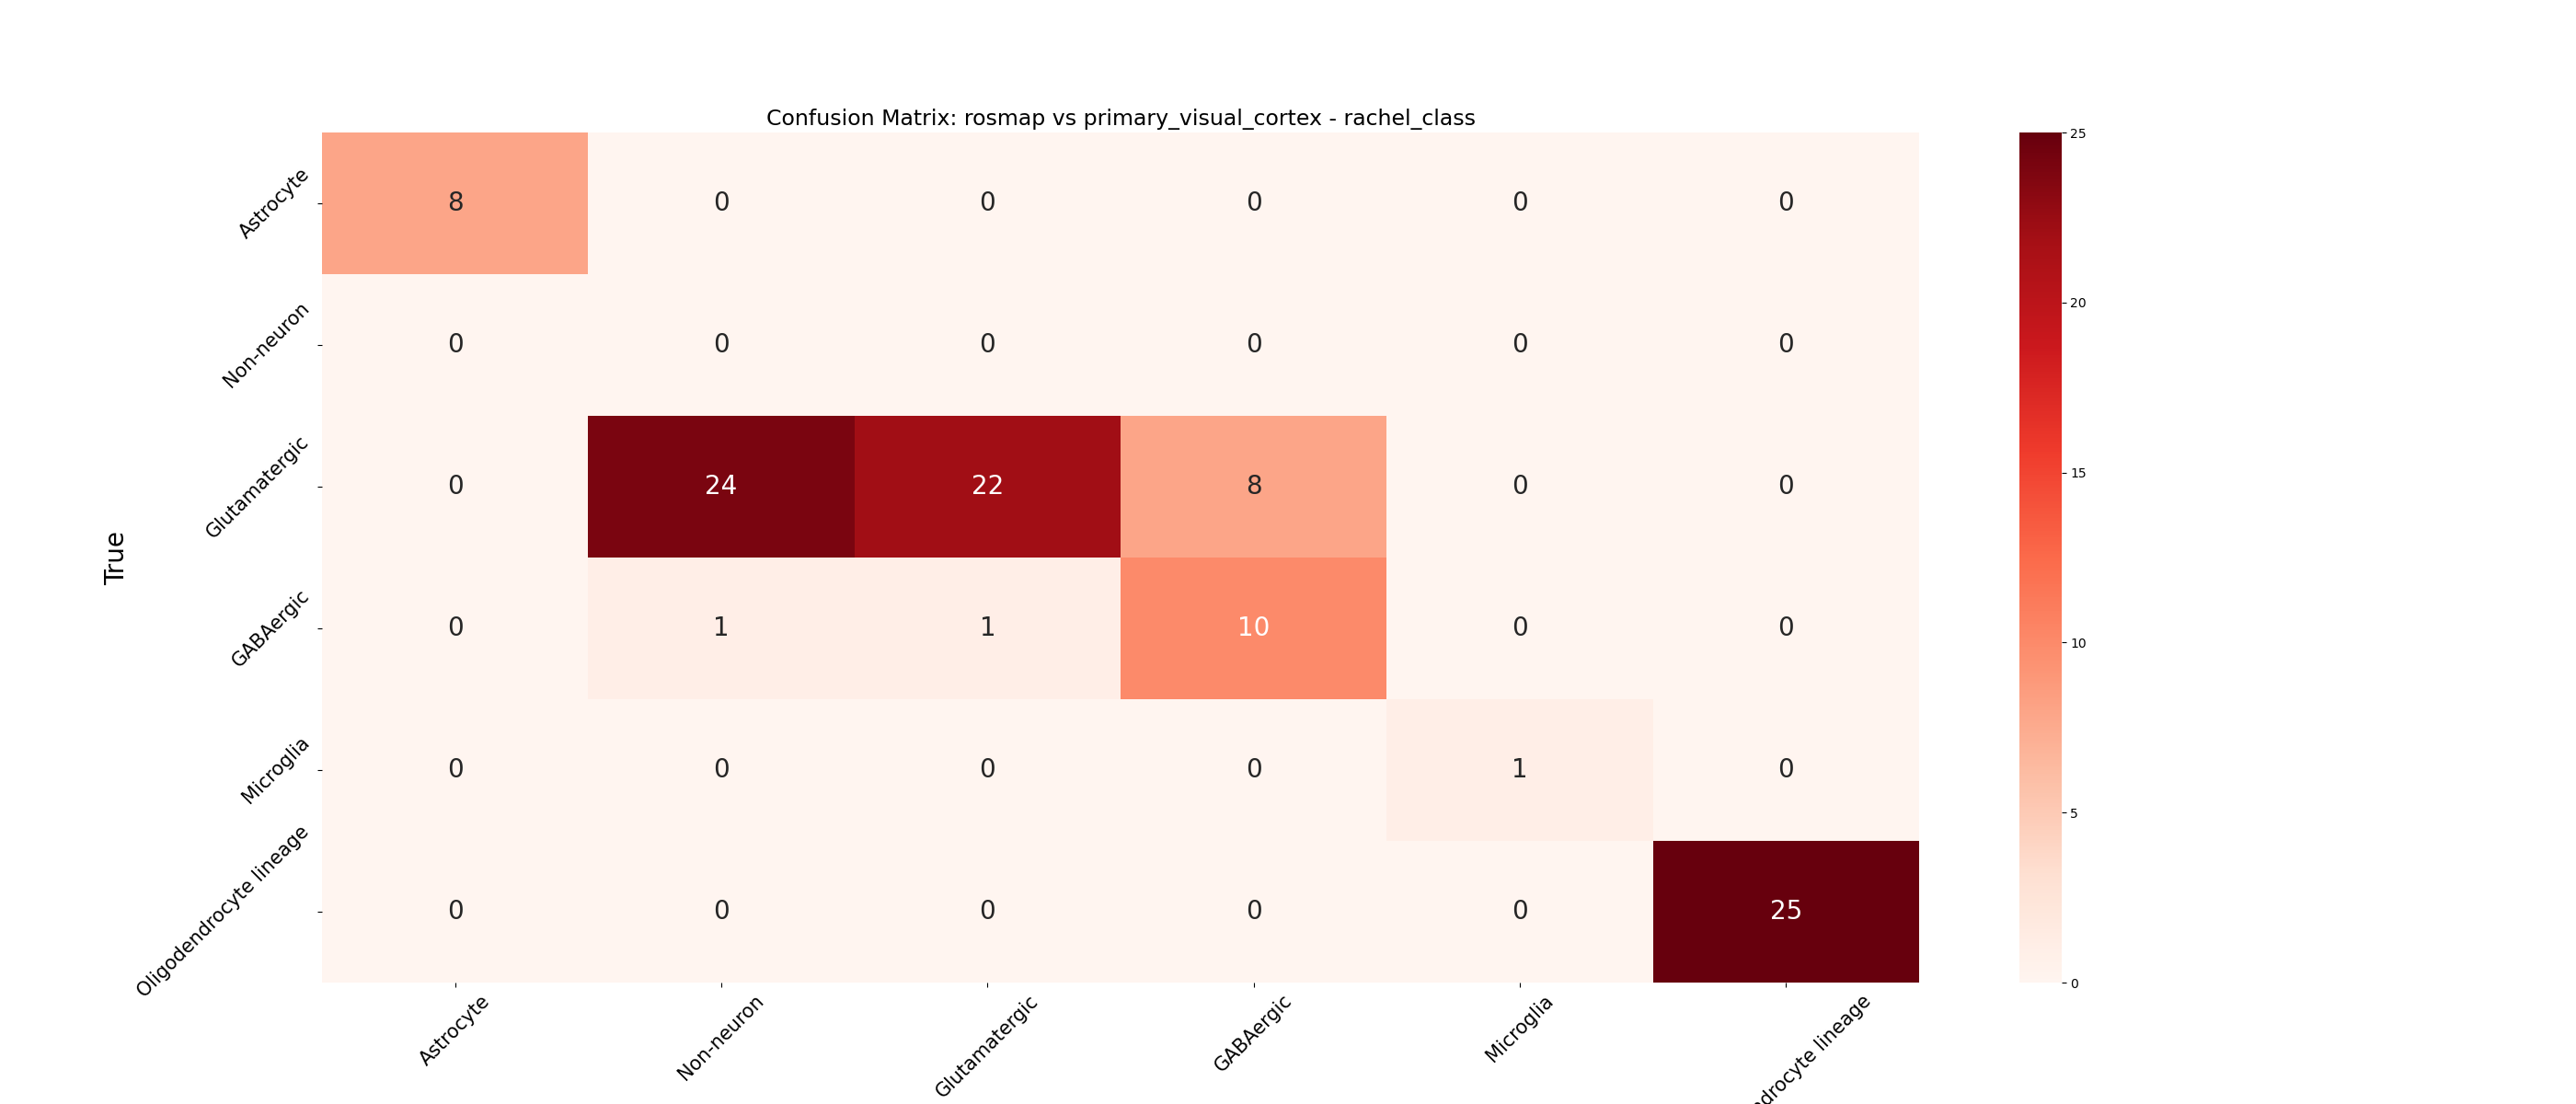 Confusion Matrix: rosmap vs primary_visual_cortex - rachel_class
True
Astrocyte 8 0 0 0 0 0
Non-neuron 0 0 0 0 0 0
Glutamatergic 0 24 22 8 0 0
GABAergic 0 1 1 10 0 0
Microglia 0 0 0 0 1 0
Oligodendrocyte lineage 0 0 0 0 0 25
Astrocyte Non-neuron Glutamatergic GABAergic Microglia drocyte lineage
25
20
15
10
5
0